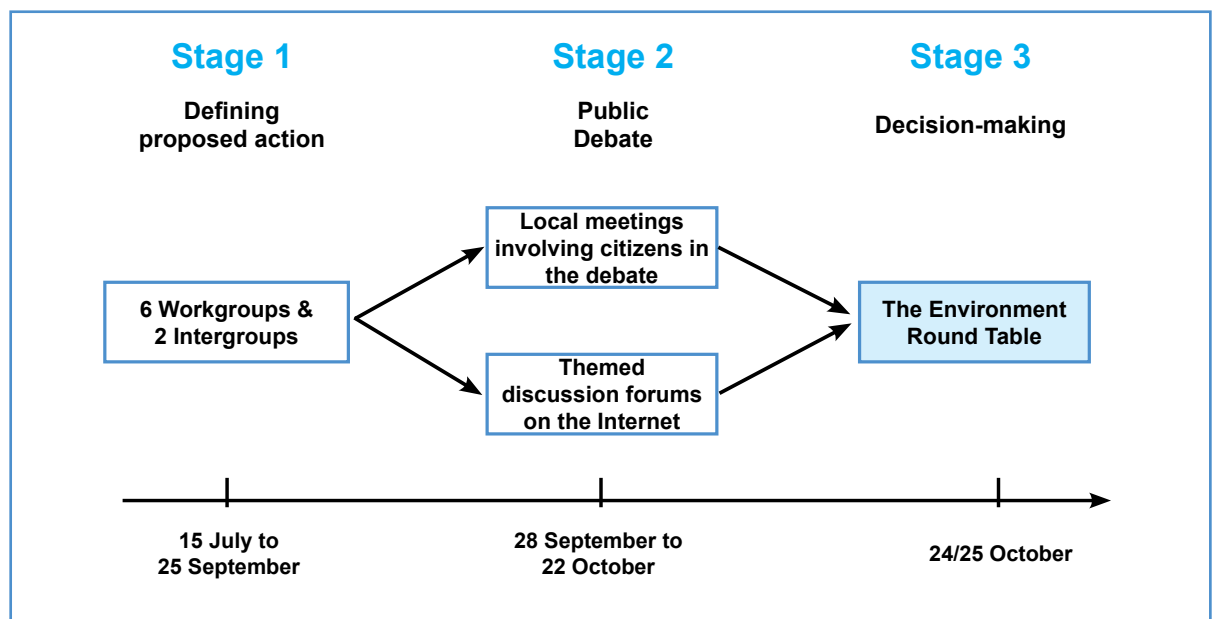 Stage 1
Stage 2
Stage 3
Defining
proposed action
Public
Debate
Decision-making
6 Workgroups &
2 Intergroups
Local meetings
involving citizens in
the debate
Themed
discussion forums
on the Internet
The Environment
Round Table
15 July to
25 September
28 September to
22 October
24/25 October